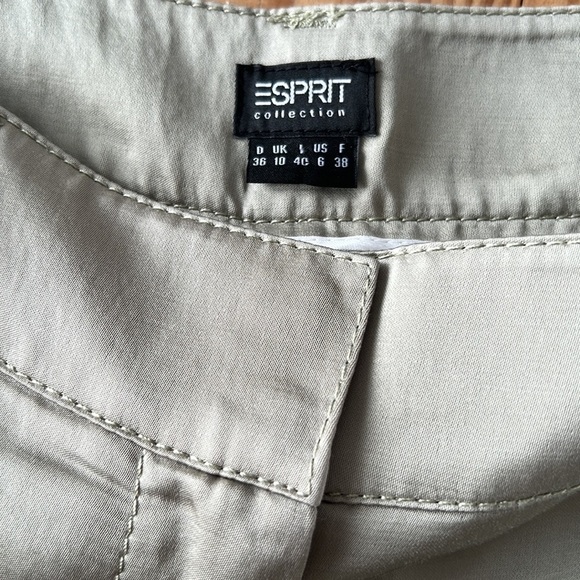 ESPRIT
collection
D UK I US F
36 10 40 6 38